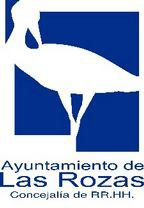 Ayuntamiento de
Las Rozas
Concejalía de RR.HH.